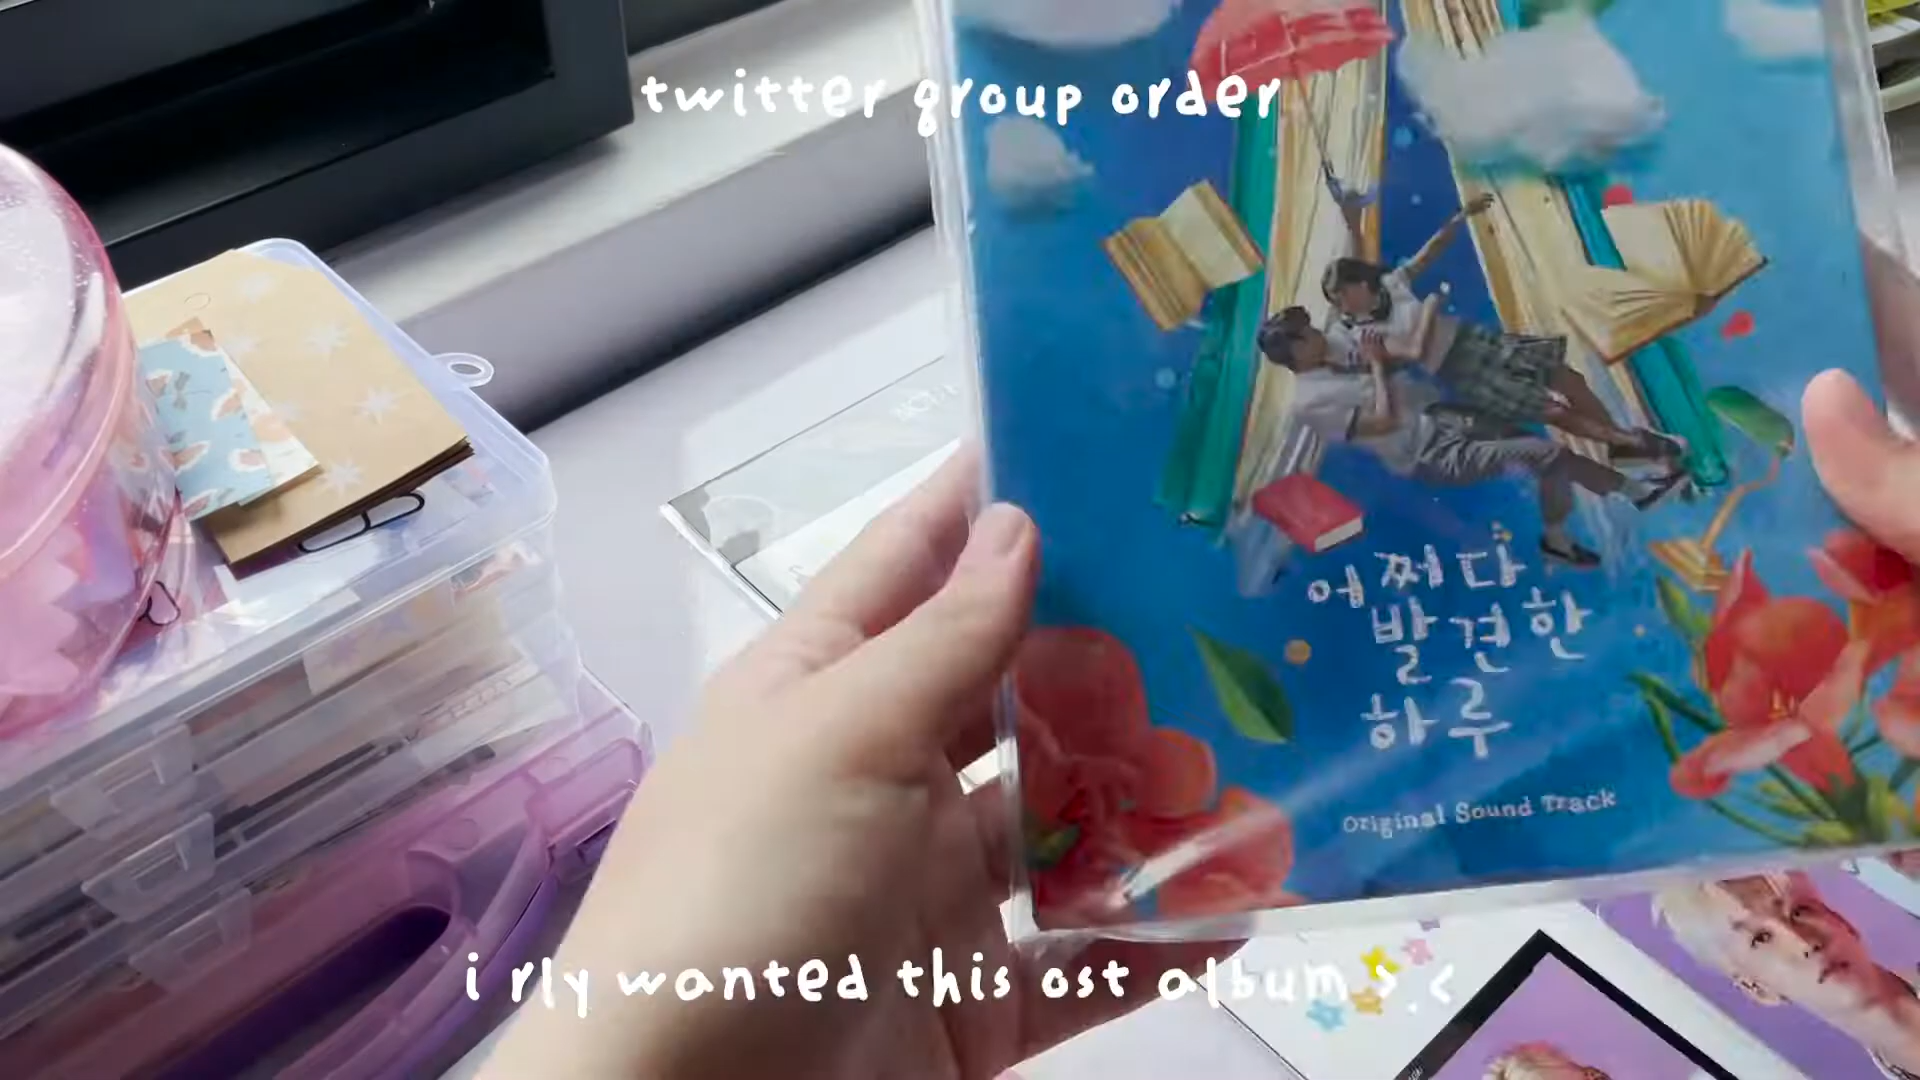 twitter group order
어쩌다
발견한
하루
Original Sound Track
i rly wanted this ost album >.<